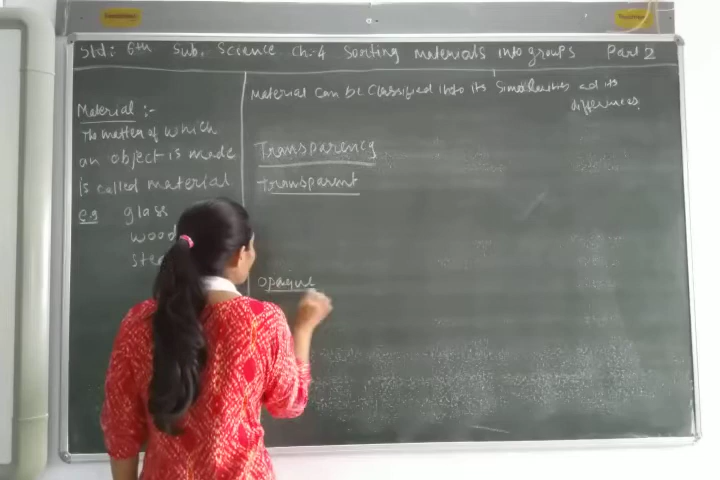 Std: 6th Sub. Science Ch:4 Sorting materials into groups Part 2
Material :-
The matter of which
an object is made
is called material
eg glass
wood
Material can be classified into its similarities ad its
differences.
Transparency
Transparent
opaque